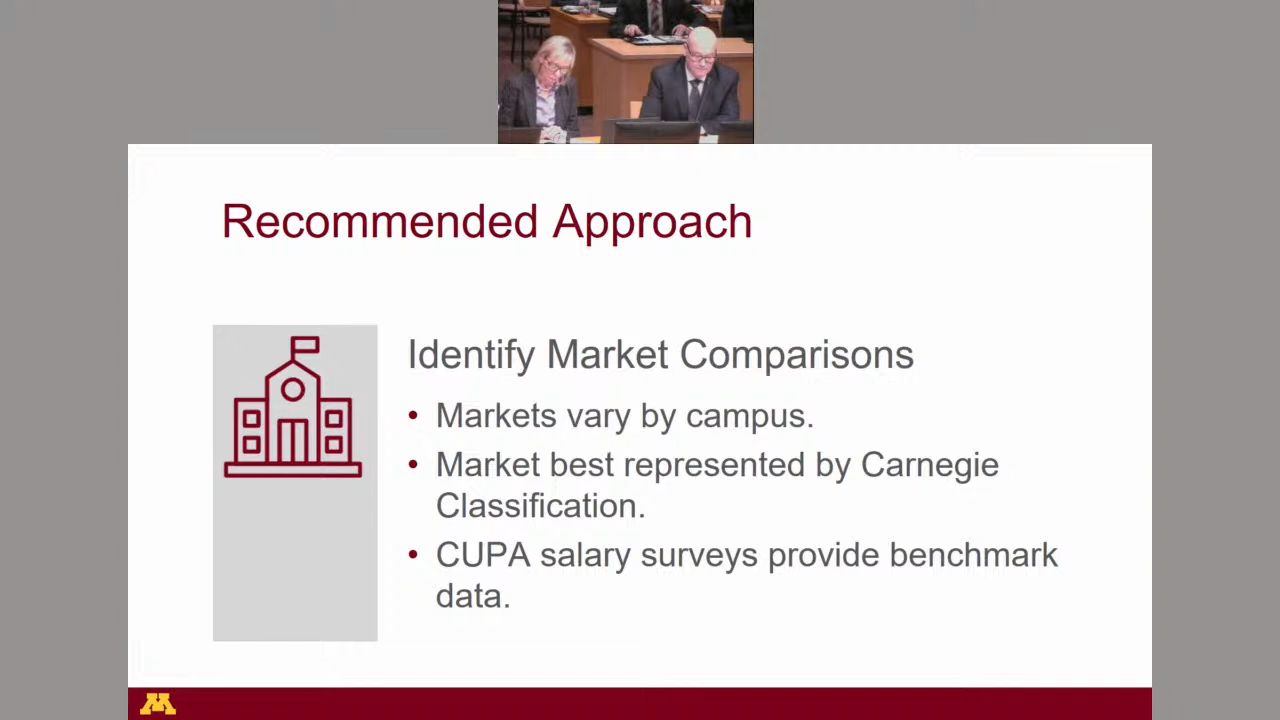 Recommended Approach
Identify Market Comparisons
• Markets vary by campus.
• Market best represented by Carnegie
Classification.
• CUPA salary surveys provide benchmark
data.
M